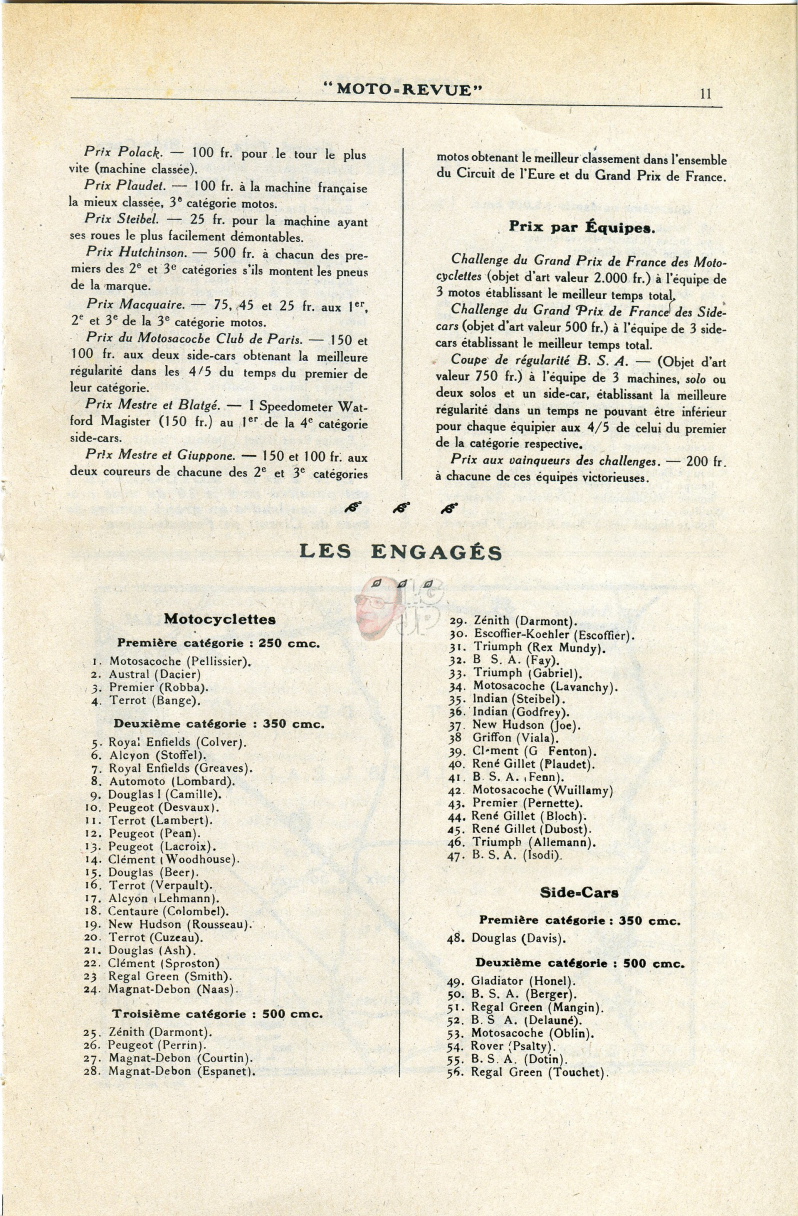 "MOTO=REVUE"
11
Prix Polack. — 100 fr. pour le tour le plus
vite (machine classée).
Prix Plaudet. — 100 fr. à la machine française
la mieux classée, 3e catégorie motos.
Prix Steibel. — 25 fr. pour la machine ayant
ses roues le plus facilement démontables.
Prix Hutchinson. — 500 fr. à chacun des pre-
miers des 2e et 3e catégories s'ils montent les pneus
de la marque.
Prix Macquaire. — 75, 45 et 25 fr. aux 1er,
2e et 3e de la 3e catégorie motos.
Prix du Motosacoche Club de Paris. — 150 et
100 fr. aux deux side-cars obtenant la meilleure
régularité dans les 4/5 du temps du premier de
leur catégorie.
Prix Mestre et Blatgé. — I Speedometer Wat-
ford Magister (150 fr.) au 1er de la 4e catégorie
side-cars.
Prix Mestre et Giuppone. — 150 et 100 fr. aux
deux coureurs de chacune des 2e et 3e catégories
motos obtenant le meilleur classement dans l'ensemble
du Circuit de l'Eure et du Grand Prix de France.
Prix par Équipes.
Challenge du Grand Prix de France des Moto-
cyclettes (objet d'art valeur 2.000 fr.) à l'équipe de
3 motos établissant le meilleur temps total.
Challenge du Grand Prix de France des Side-
cars (objet d'art valeur 500 fr.) à l'équipe de 3 side-
cars établissant le meilleur temps total.
Coupe de régularité B. S. A. — (Objet d'art
valeur 750 fr.) à l'équipe de 3 machines, solo ou
deux solos et un side-car, établissant la meilleure
régularité dans un temps ne pouvant être inférieur
pour chaque équipier aux 4/5 de celui du premier
de la catégorie respective.
Prix aux vainqueurs des challenges. — 200 fr.
à chacune de ces équipes victorieuses.
LES ENGAGÉS
LG
JP
Motocyclettes
Première catégorie : 250 cmc.
1. Motosacoche (Pellissier).
2. Austral (Dacier)
3. Premier (Robba).
4. Terrot (Bange).
Deuxième catégorie : 350 cmc.
5. Royal Enfields (Colver).
6. Alcyon (Stoffel).
7. Royal Enfields (Greaves).
8. Automoto (Lombard).
9. Douglas I (Camille).
10. Peugeot (Desvaux).
11. Terrot (Lambert).
12. Peugeot (Pean).
13. Peugeot (Lacroix).
14. Clément (Woodhouse).
15. Douglas (Beer).
16. Terrot (Verpault).
17. Alcyon (Lehmann).
18. Centaure (Colombel).
19. New Hudson (Rousseau).
20. Terrot (Cuzeau).
21. Douglas (Ash).
22. Clément (Sproston)
23 Regal Green (Smith).
24. Magnat-Debon (Naas).
Troisième catégorie : 500 cmc.
25. Zénith (Darmont).
26. Peugeot (Perrin).
27. Magnat-Debon (Courtin).
28. Magnat-Debon (Espanet).
29. Zénith (Darmont).
30. Escoffier-Koehler (Escoffier).
31. Triumph (Rex Mundy).
32. B S. A. (Fay).
33. Triumph (Gabriel).
34. Motosacoche (Lavanchy).
35. Indian (Steibel).
36. Indian (Godfrey).
37. New Hudson (Joe).
38 Griffon (Viala).
39. Clément (G Fenton).
40. René Gillet (Plaudet).
41. B. S. A. (Fenn).
42. Motosacoche (Wuillamy)
43. Premier (Pernette).
44. René Gillet (Bloch).
45. René Gillet (Dubost).
46. Triumph (Allemann).
47. B. S. A. (Isodi).
Side=Cars
Première catégorie : 350 cmc.
48. Douglas (Davis).
Deuxième catégorie : 500 cmc.
49. Gladiator (Honel).
50. B. S. A. (Berger).
51. Regal Green (Mangin).
52. B. S A. (Delauné).
53. Motosacoche (Oblin).
54. Rover (Psalty).
55. B. S. A. (Dotin).
56. Regal Green (Touchet).